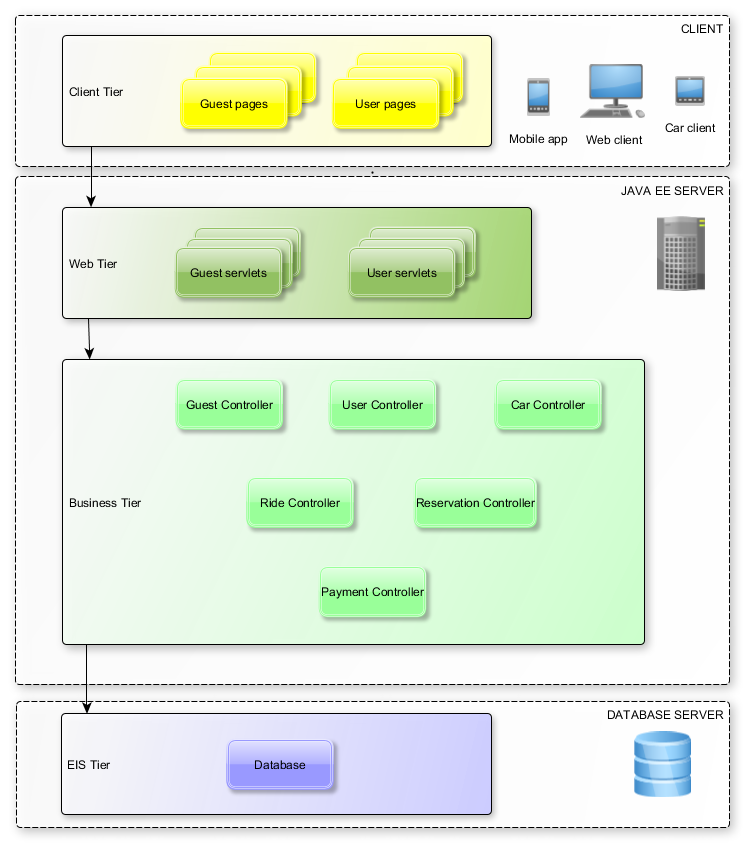 CLIENT
Client Tier
Guest pages
User pages
Mobile app
Web client
Car client
JAVA EE SERVER
Web Tier
Guest servlets
User servlets
Guest Controller
User Controller
Car Controller
Business Tier
Ride Controller
Reservation Controller
Payment Controller
DATABASE SERVER
EIS Tier
Database